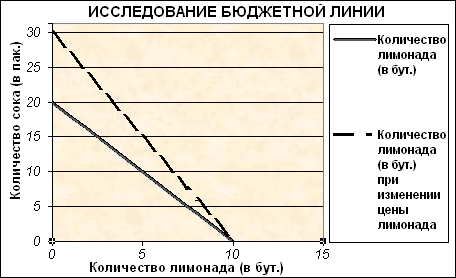 ИССЛЕДОВАНИЕ БЮДЖЕТНОЙ ЛИНИИ
Количество сока (в пак.)
30
25
20
15
10
5
0
0
5
10
15
Количество лимонада (в бут.)
Количество
лимонада
(в бут.)
Количество
лимонада
(в бут.)
при
изменении
цены
лимонада